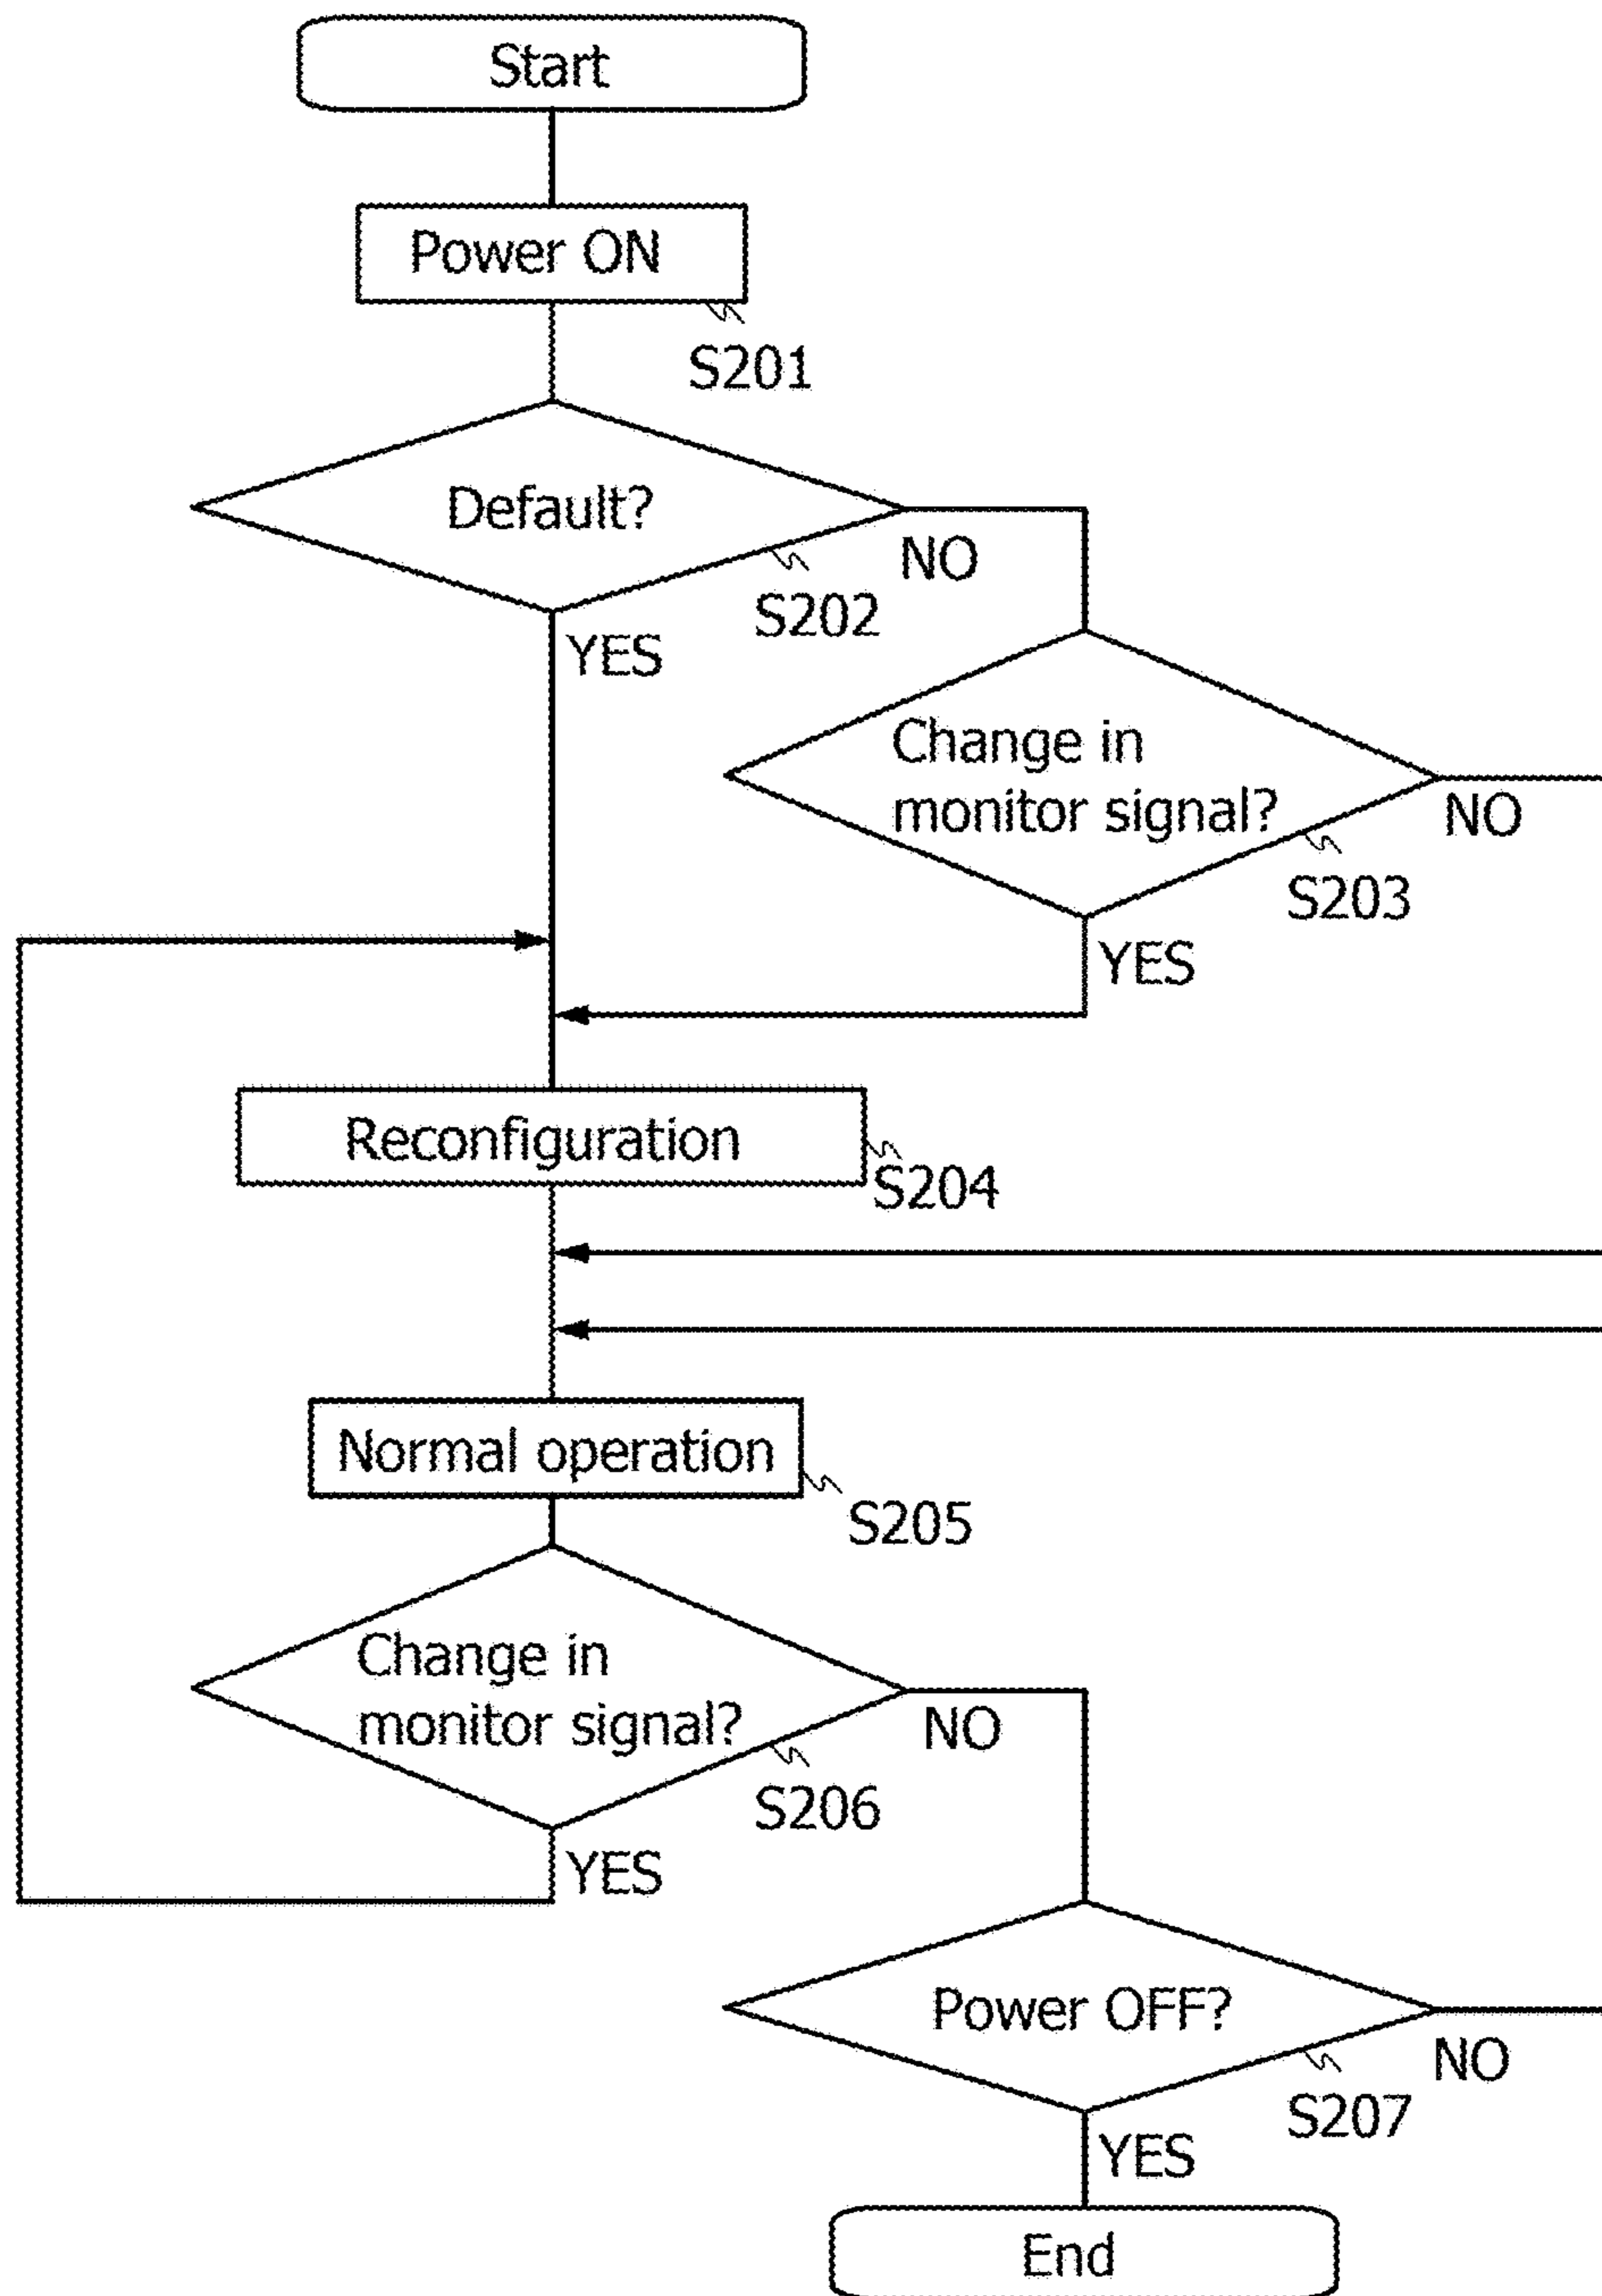 Start
Power ON
S201
Default?
NO
S202
YES
Change in
monitor signal?
NO
S203
YES
Reconfiguration
S204
Normal operation
S205
Change in
monitor signal?
NO
S206
YES
Power OFF?
NO
S207
YES
End